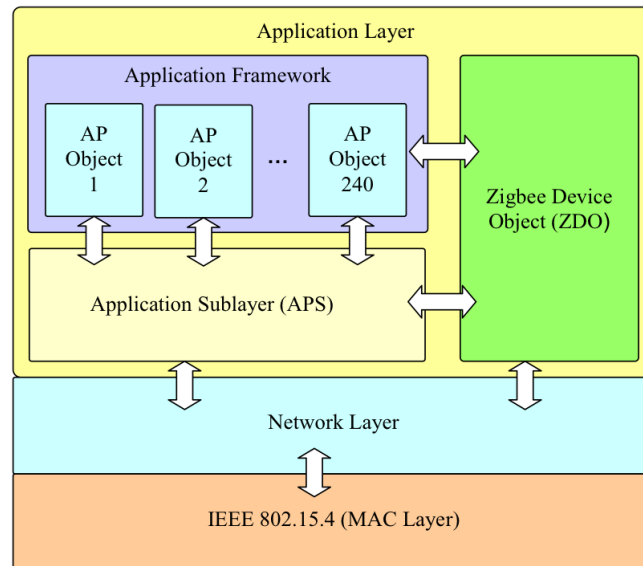 Application Layer
Application Framework
AP
Object
1
AP
Object
2
...
AP
Object
240
Zigbee Device
Object (ZDO)
Application Sublayer (APS)
Network Layer
IEEE 802.15.4 (MAC Layer)